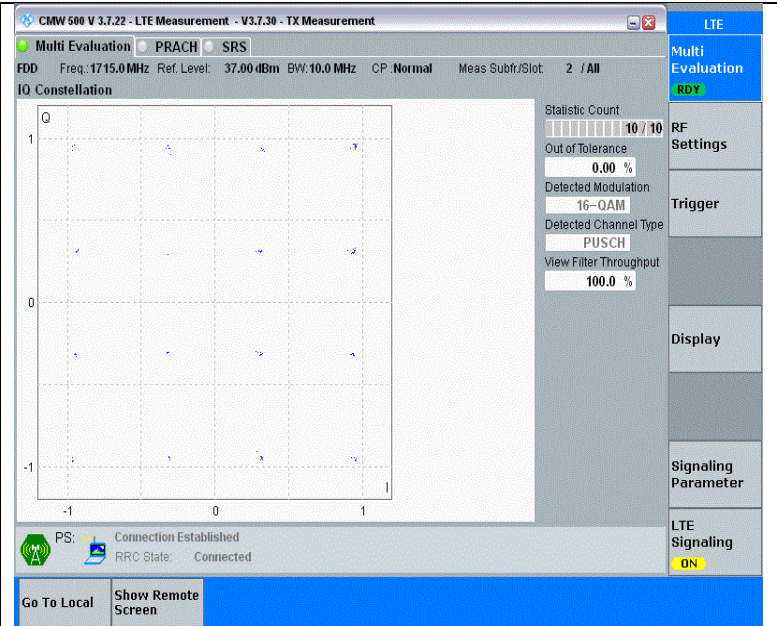 CMW 500 V 3.7.22 - LTE Measurement - V3.7.30 - TX Measurement
LTE
Multi Evaluation PRACH SRS
FDD Freq.:1715.0 MHz Ref. Level: 37.00 dBm BW:10.0 MHz CP :Normal Meas Subfr./Slot: 2 / All
IQ Constellation
Q
1
0
-1
-1 0 1
I
Statistic Count
10 / 10
Out of Tolerance
0.00 %
Detected Modulation
16-QAM
Detected Channel Type
PUSCH
View Filter Throughput
100.0 %
Multi
Evaluation
RDY
RF
Settings
Trigger
Display
Signaling
Parameter
LTE
Signaling
ON
PS: Connection Established
RRC State: Connected
Go To Local
Show Remote
Screen